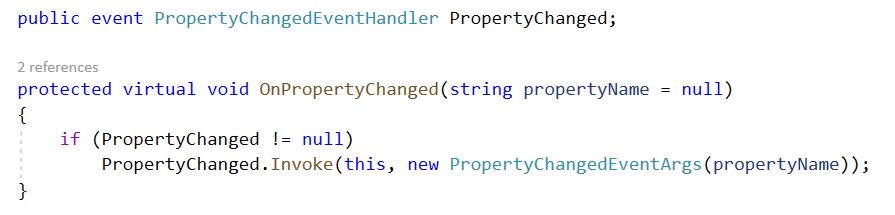 public event PropertyChangedEventHandler PropertyChanged;
2 references
protected virtual void OnPropertyChanged(string propertyName = null)
{
    if (PropertyChanged != null)
        PropertyChanged.Invoke(this, new PropertyChangedEventArgs(propertyName));
}